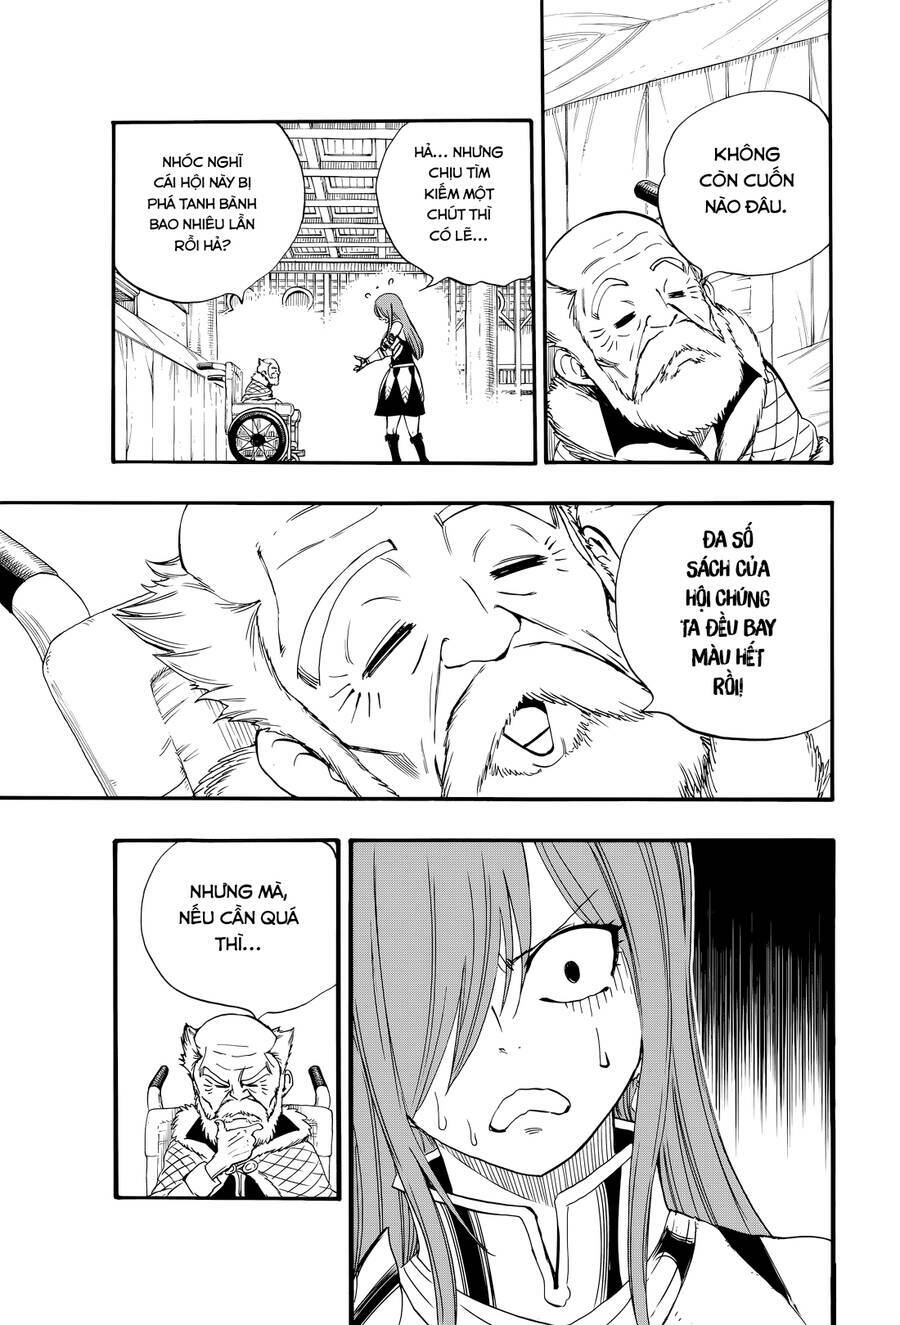 KHÔNG
CÒN CUỐN
NÀO ĐÂU.
HẢ... NHƯNG
CHỊU TÌM
KIẾM MỘT
CHÚT THÌ
CÓ LẼ...
NHÓC NGHĨ
CÁI HỘI NÀY BỊ
PHÁ TANH BÀNH
BAO NHIÊU LẦN
RỒI HẢ?
ĐA SỐ
SÁCH CỦA
HỘI CHÚNG
TA ĐỀU BAY
MÀU HẾT
RỒI!
NHƯNG MÀ,
NẾU CẦN QUÁ
THÌ...